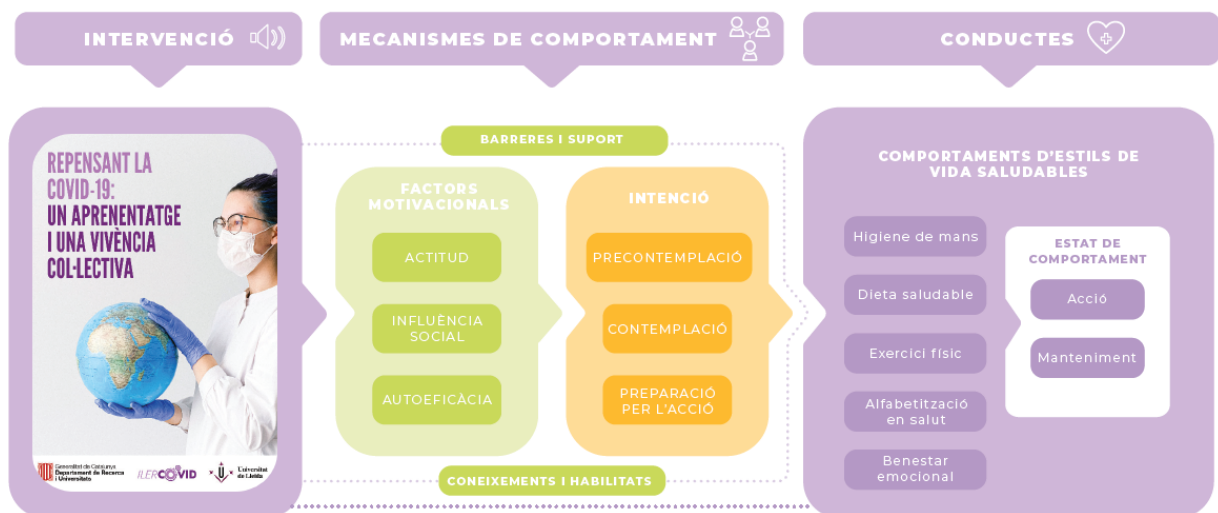 INTERVENCIÓ
MECANISMES DE COMPORTAMENT
CONDUCTES
REPENSANT LA
COVID-19:
UN APRENENTATGE
I UNA VIVÈNCIA
COL·LECTIVA
Generalitat de Catalunya
Departament de Recerca
i Universitats
#LERCOVID
Universitat
de Lleida
BARRERES I SUPORT
FACTORS
MOTIVACIONALS
ACTITUD
INFLUÈNCIA
SOCIAL
AUTOEFICÀCIA
INTENCIÓ
PRECONTEMPLACIÓ
CONTEMPLACIÓ
PREPARACIÓ
PER L'ACCIÓ
CONEIXEMENTS I HABILITATS
COMPORTAMENTS D'ESTILS DE
VIDA SALUDABLES
Higiene de mans
Dieta saludable
Exercici físic
Alfabetització
en salut
Benestar
emocional
ESTAT DE
COMPORTAMENT
Acció
Manteniment